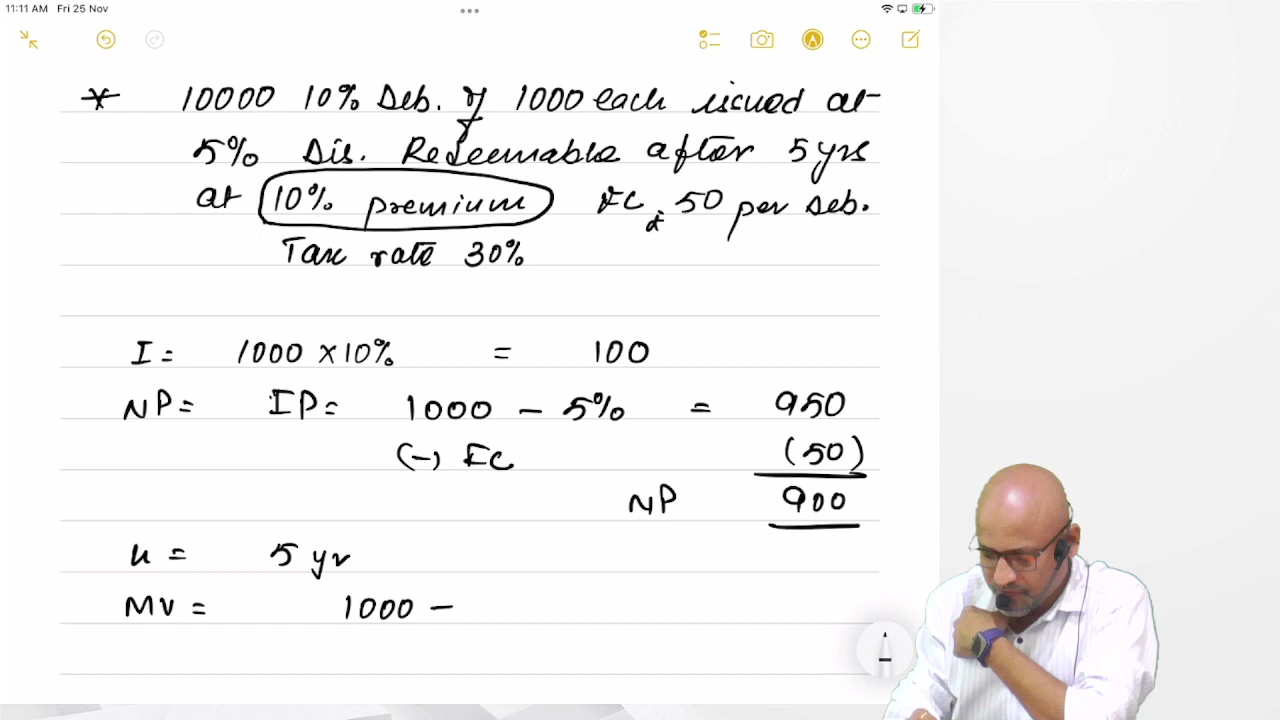 11:11 AM Fri 25 Nov
* 10000 10% Deb. of 1000 each issued at
5% Dis. Redeemable after 5 yrs
at 10% premium FC : 50 per deb.
Tax rate 30%
I = 1000 × 10% = 100
NP = IP = 1000 – 5% = 950
(–) FC (50)
NP 900
n = 5 yr
MV = 1000 –